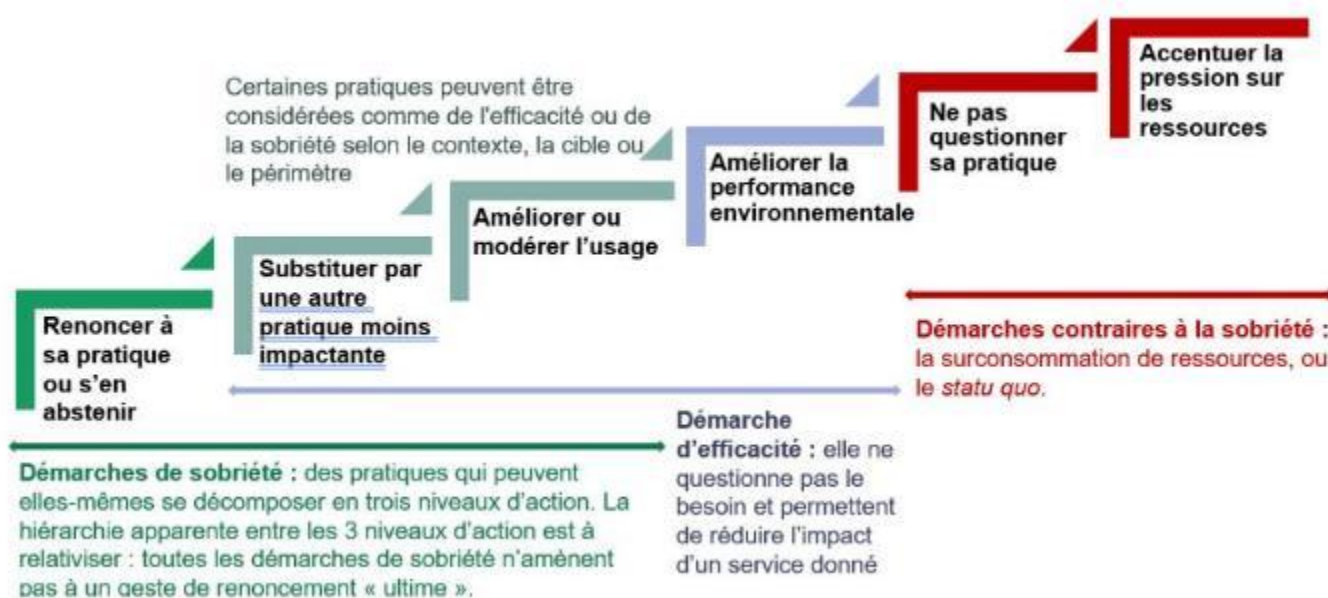 Certaines pratiques peuvent être
considérées comme de l'efficacité ou de
la sobriété selon le contexte, la cible ou
le périmètre
Renoncer à
sa pratique
ou s'en
abstenir
Substituer par
une autre
pratique moins
impactante
Améliorer ou
modérer l'usage
Améliorer la
performance
environnementale
Ne pas
questionner
sa pratique
Accentuer la
pression sur
les
ressources
Démarches de sobriété : des pratiques qui peuvent
elles-mêmes se décomposer en trois niveaux d'action. La
hiérarchie apparente entre les 3 niveaux d'action est à
relativiser : toutes les démarches de sobriété n'amènent
pas à un geste de renoncement « ultime ».
Démarche
d'efficacité : elle ne
questionne pas le
besoin et permettent
de réduire l'impact
d'un service donné
Démarches contraires à la sobriété :
la surconsommation de ressources, ou
le statu quo.